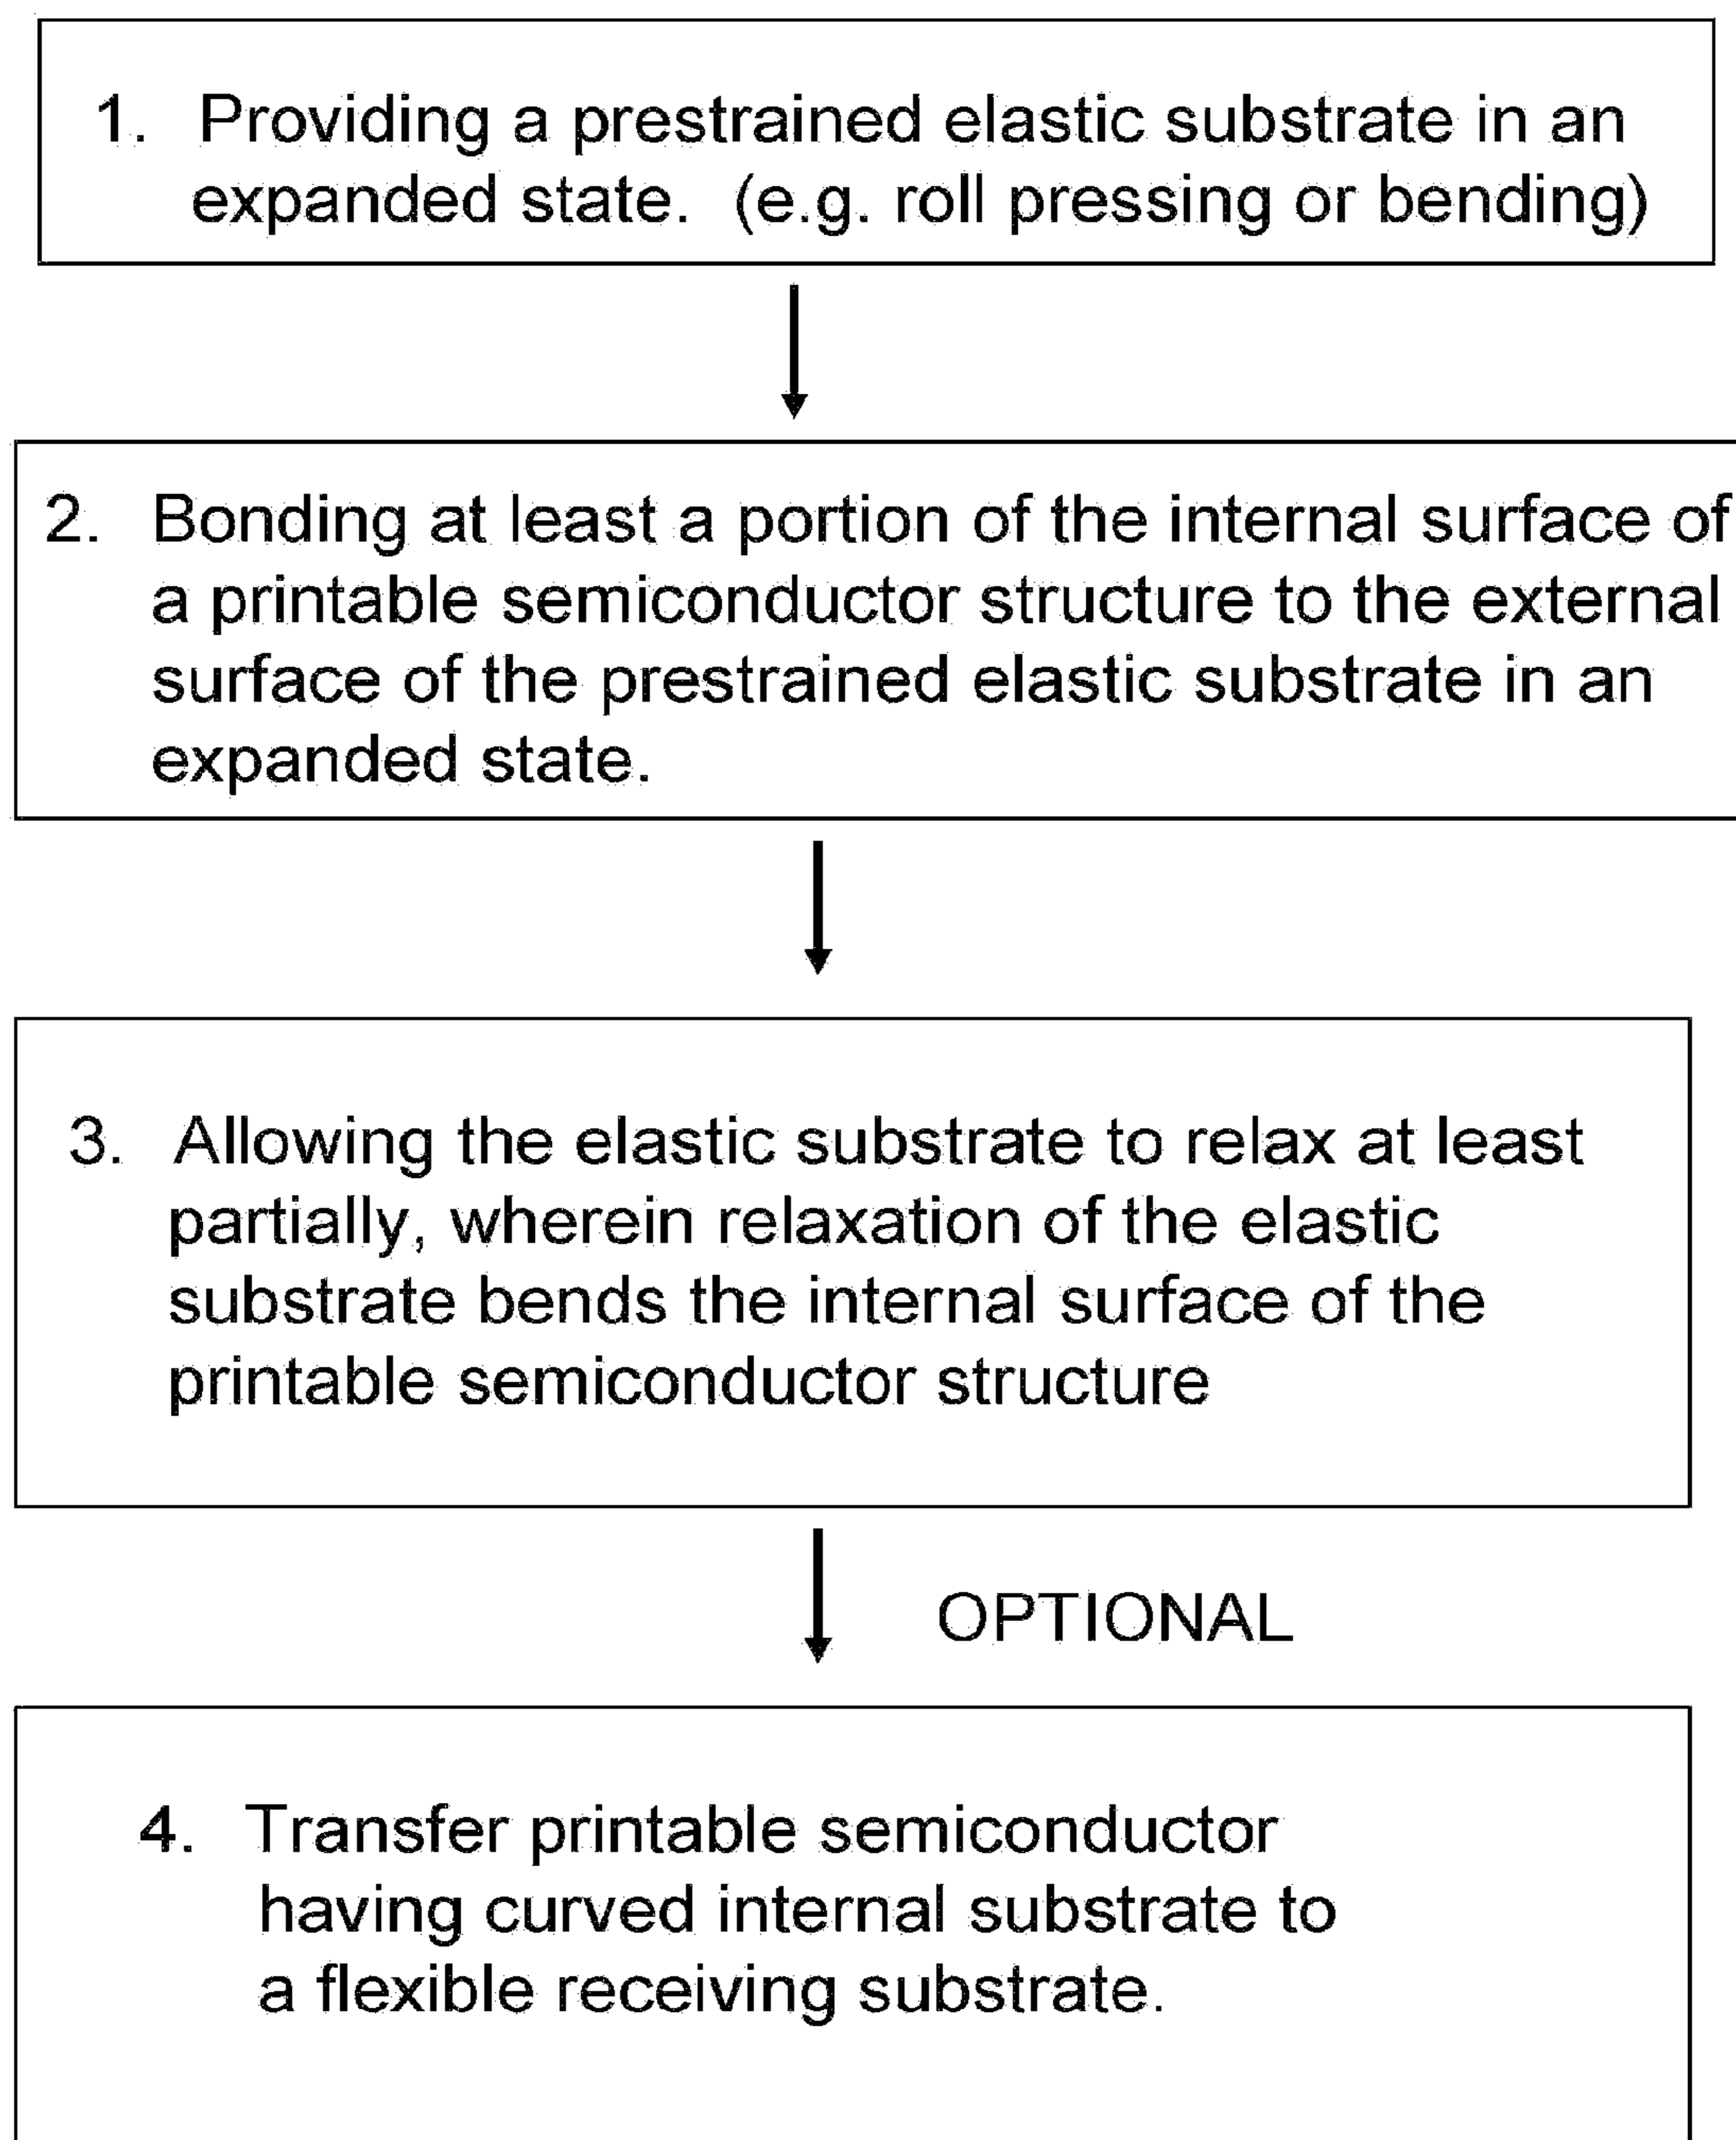 1. Providing a prestrained elastic substrate in an
expanded state. (e.g. roll pressing or bending)
2. Bonding at least a portion of the internal surface of
a printable semiconductor structure to the external
surface of the prestrained elastic substrate in an
expanded state.
3. Allowing the elastic substrate to relax at least
partially, wherein relaxation of the elastic
substrate bends the internal surface of the
printable semiconductor structure
OPTIONAL
4. Transfer printable semiconductor
having curved internal substrate to
a flexible receiving substrate.